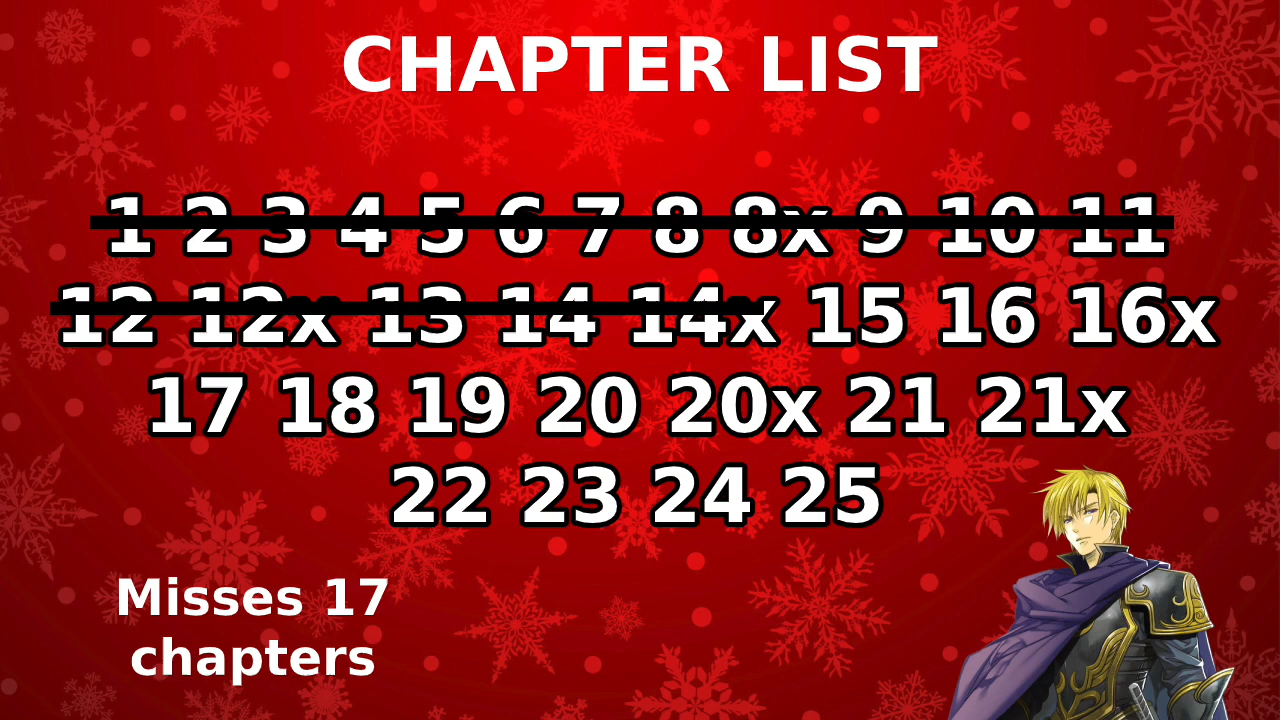 CHAPTER LIST
1 2 3 4 5 6 7 8 8x 9 10 11
12 12x 13 14 14x 15 16 16x
17 18 19 20 20x 21 21x
22 23 24 25
Misses 17
chapters